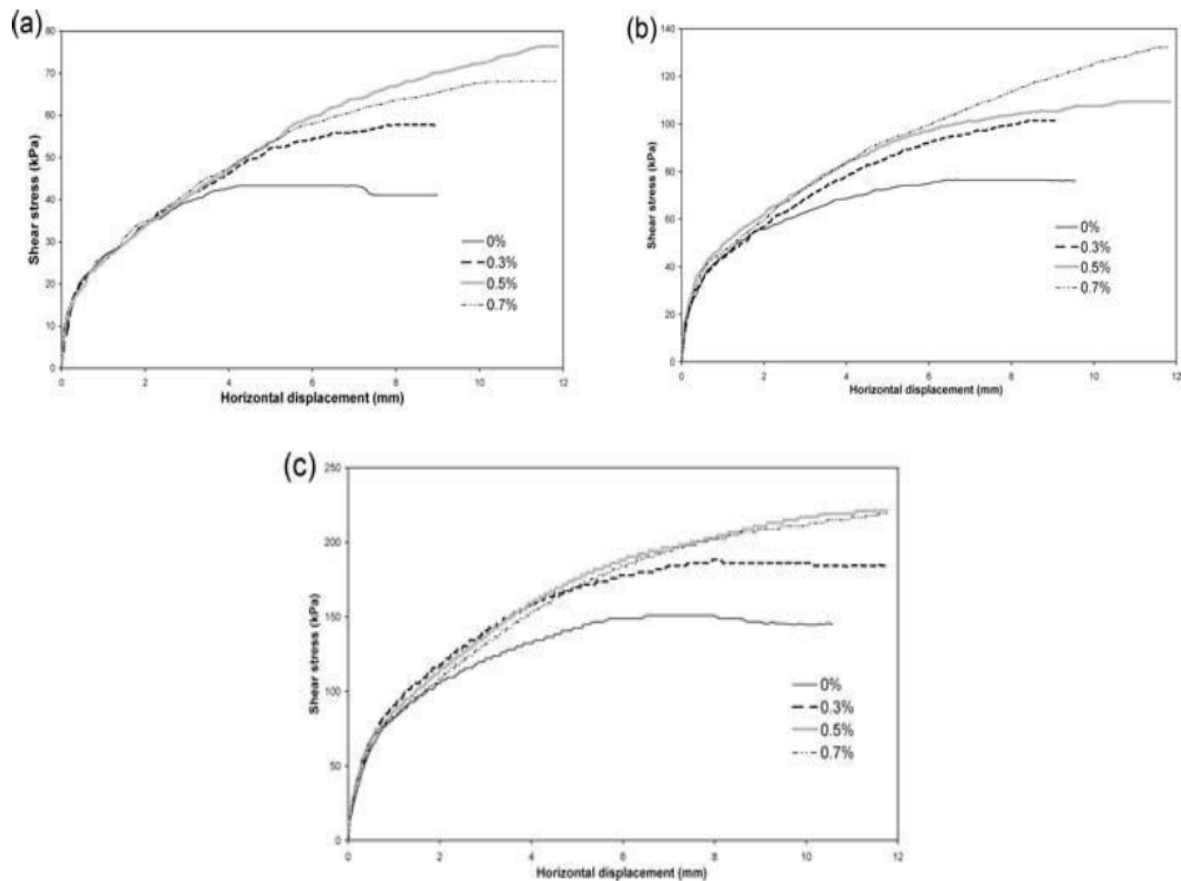 (a)
80
70
60
50
40
30
20
10
0
Shear stress (kPa)
0%
0.3%
0.5%
0.7%
0 2 4 6 8 10 12
Horizontal displacement (mm)
(b)
140
120
100
80
60
40
20
0
Shear stress (kPa)
0%
0.3%
0.5%
0.7%
0 2 4 6 8 10 12
Horizontal displacement (mm)
(c)
250
200
150
100
50
0
Shear stress (kPa)
0%
0.3%
0.5%
0.7%
0 2 4 6 8 10 12
Horizontal displacement (mm)